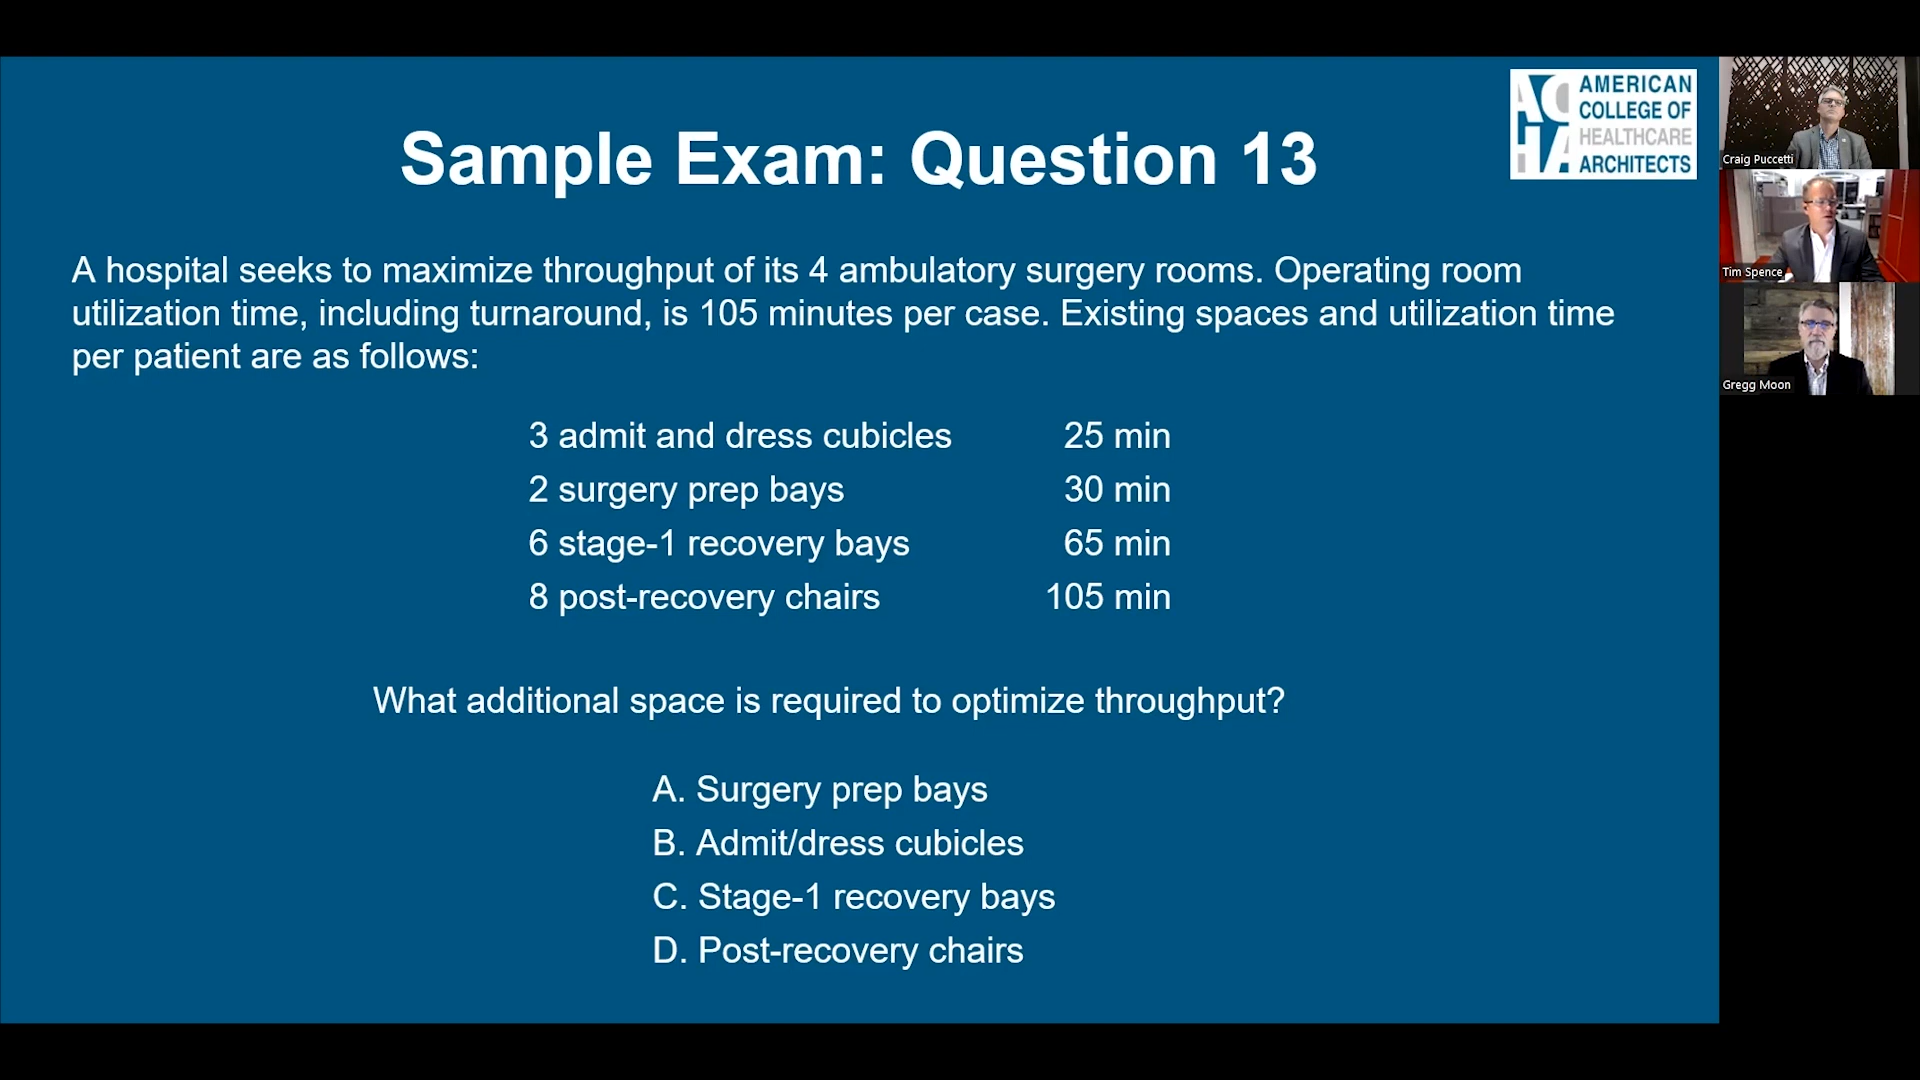 AC
HA
AMERICAN
COLLEGE OF
HEALTHCARE
ARCHITECTS
Sample Exam: Question 13
A hospital seeks to maximize throughput of its 4 ambulatory surgery rooms. Operating room
utilization time, including turnaround, is 105 minutes per case. Existing spaces and utilization time
per patient are as follows:
3 admit and dress cubicles 25 min
2 surgery prep bays 30 min
6 stage-1 recovery bays 65 min
8 post-recovery chairs 105 min
What additional space is required to optimize throughput?
A. Surgery prep bays
B. Admit/dress cubicles
C. Stage-1 recovery bays
D. Post-recovery chairs
Craig Puccetti
Tim Spence
Gregg Moon